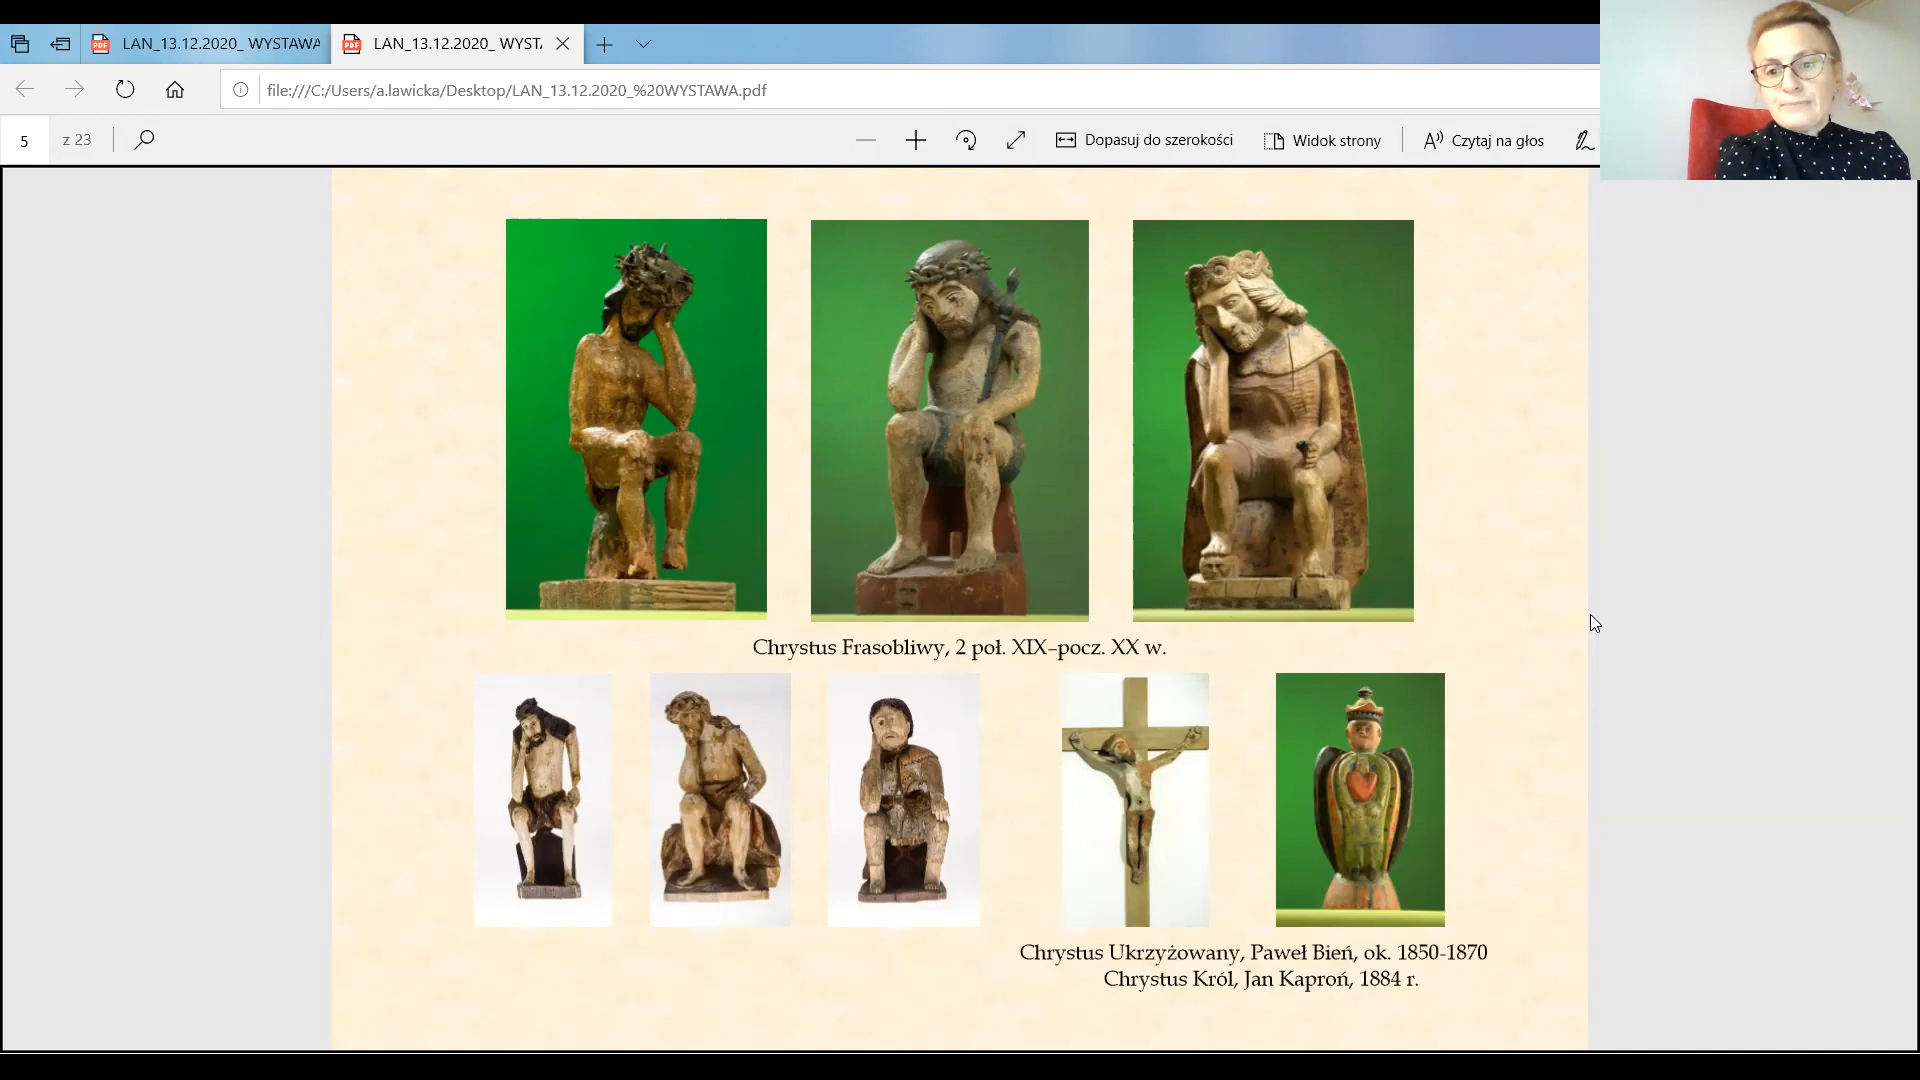 LAN_13.12.2020_ WYSTAWA
LAN_13.12.2020_ WYST
file:///C:/Users/a.lawicka/Desktop/LAN_13.12.2020_%20WYSTAWA.pdf
5 z 23
Dopasuj do szerokości
Widok strony
Czytaj na głos
Chrystus Frasobliwy, 2 poł. XIX–pocz. XX w.
Chrystus Ukrzyżowany, Paweł Bień, ok. 1850-1870
Chrystus Król, Jan Kaproń, 1884 r.